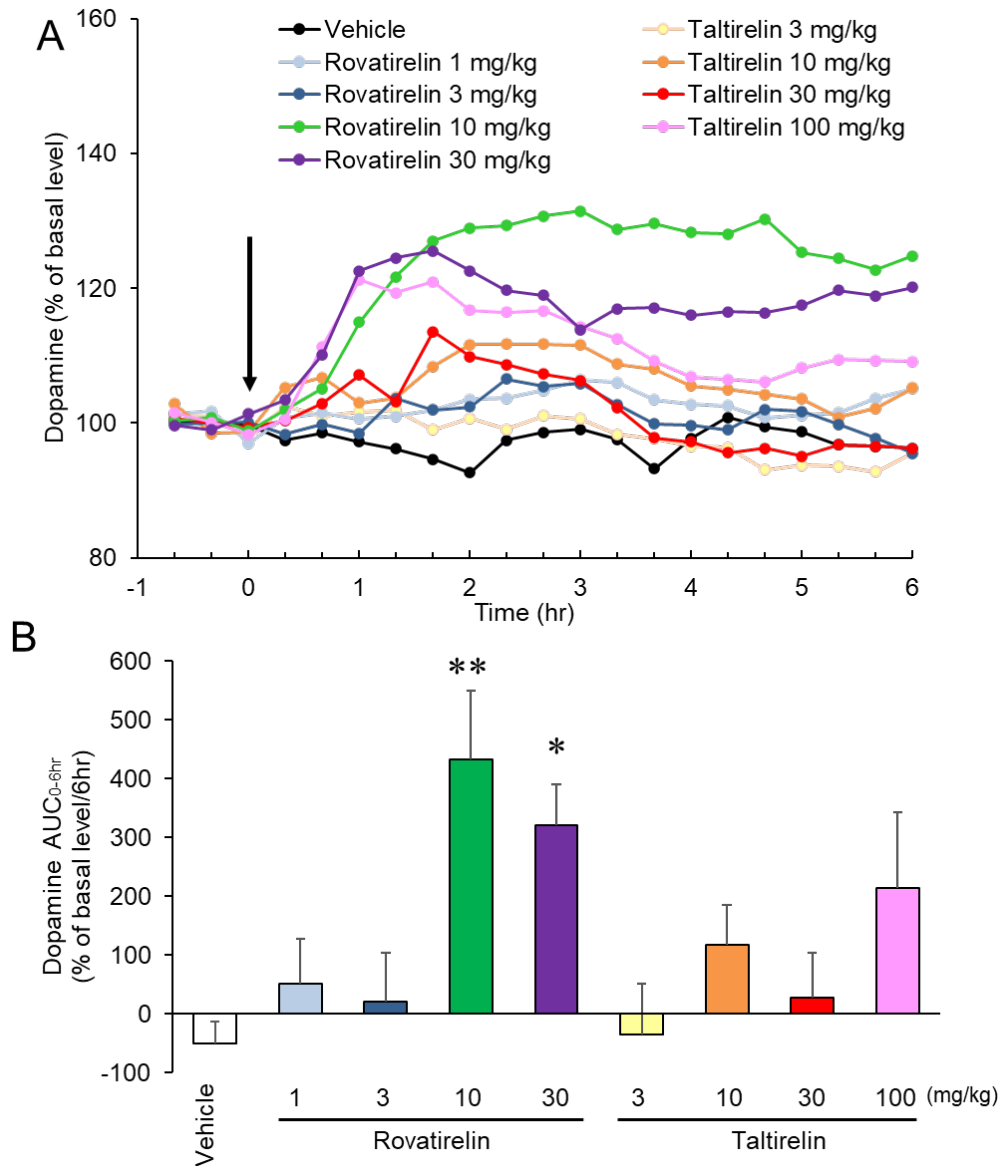 A
160
140
120
100
80
Dopamine (% of basal level)
Vehicle
Rovatirelin 1 mg/kg
Rovatirelin 3 mg/kg
Rovatirelin 10 mg/kg
Rovatirelin 30 mg/kg
Taltirelin 3 mg/kg
Taltirelin 10 mg/kg
Taltirelin 30 mg/kg
Taltirelin 100 mg/kg
-1 0 1 2 3 4 5 6
Time (hr)
B
600
500
400
300
200
100
0
-100
Dopamine AUC0-6hr
(% of basal level/6hr)
**
*
Vehicle
1 3 10 30 3 10 30 100 (mg/kg)
Rovatirelin Taltirelin